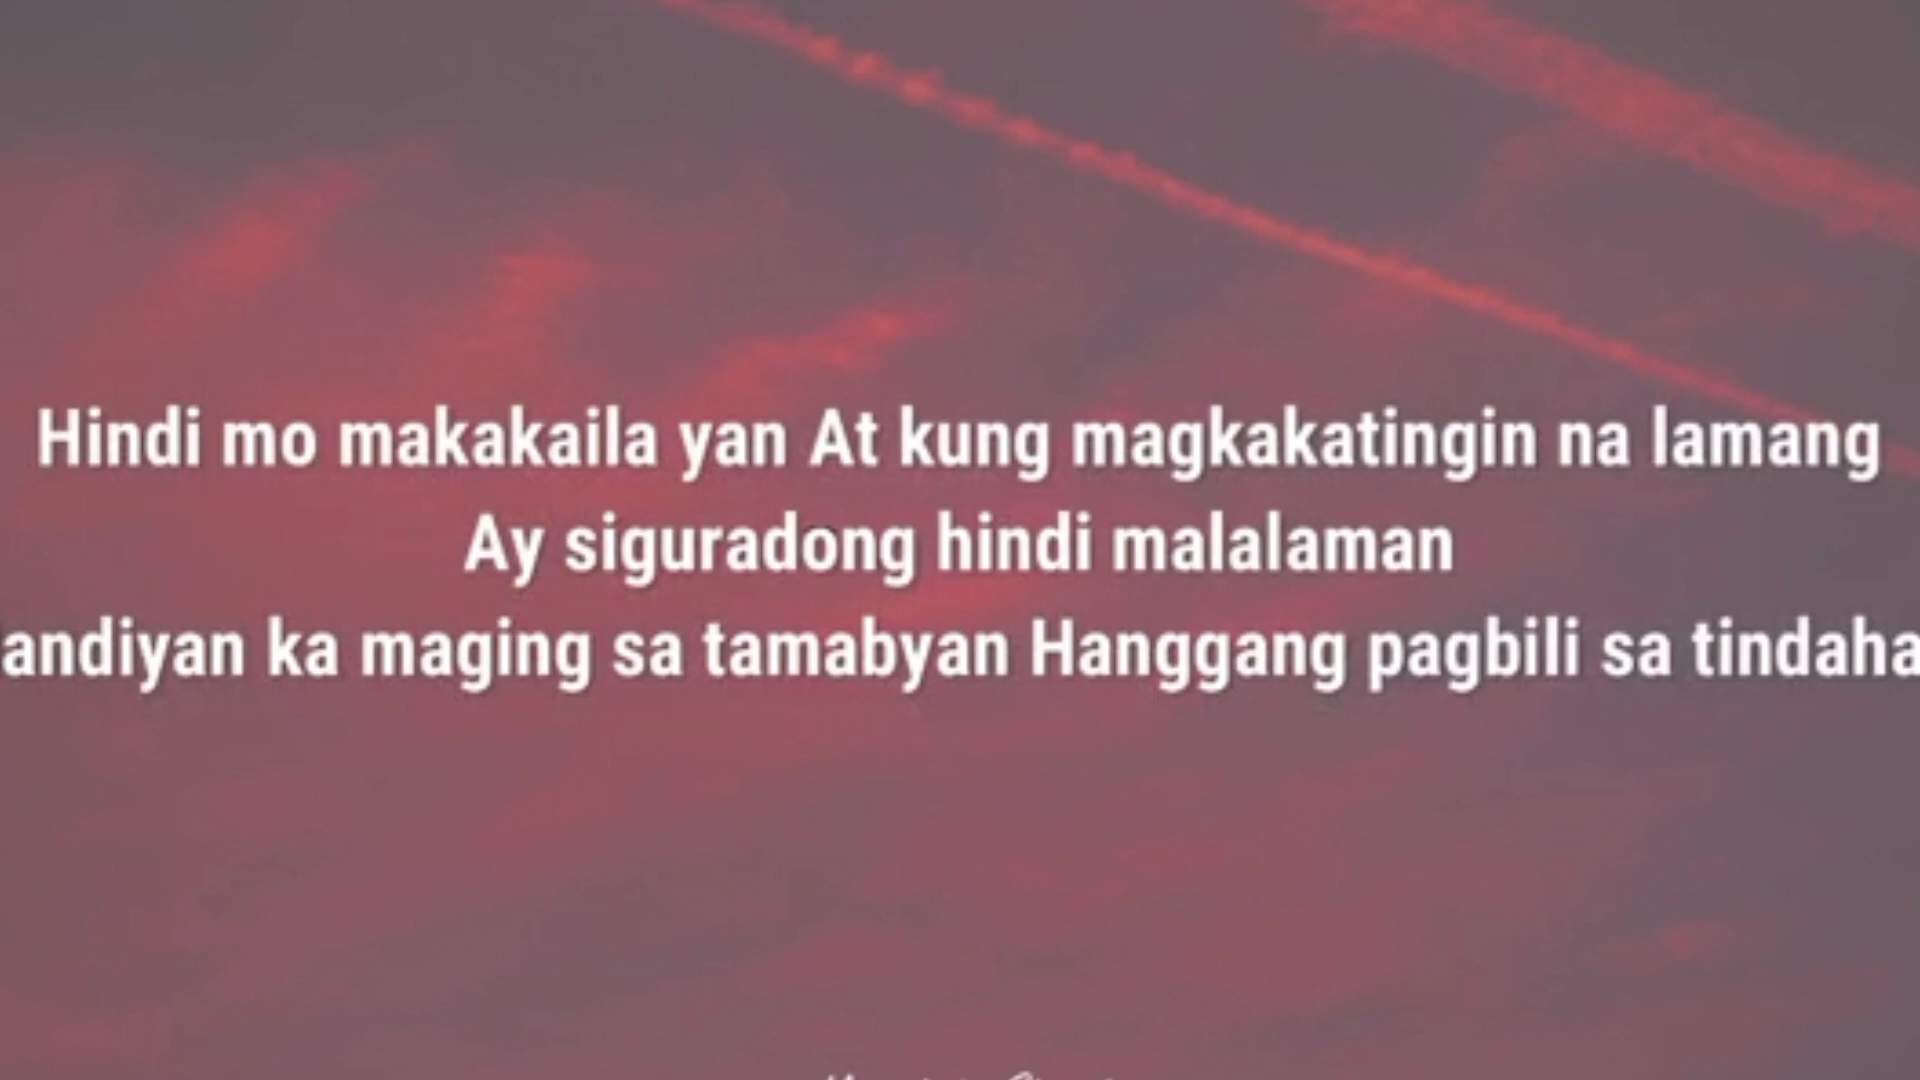 Hindi mo makakaila yan At kung magkakatingin na lamang
Ay siguradong hindi malalaman
andiyan ka maging sa tamabyan Hanggang pagbili sa tindaha